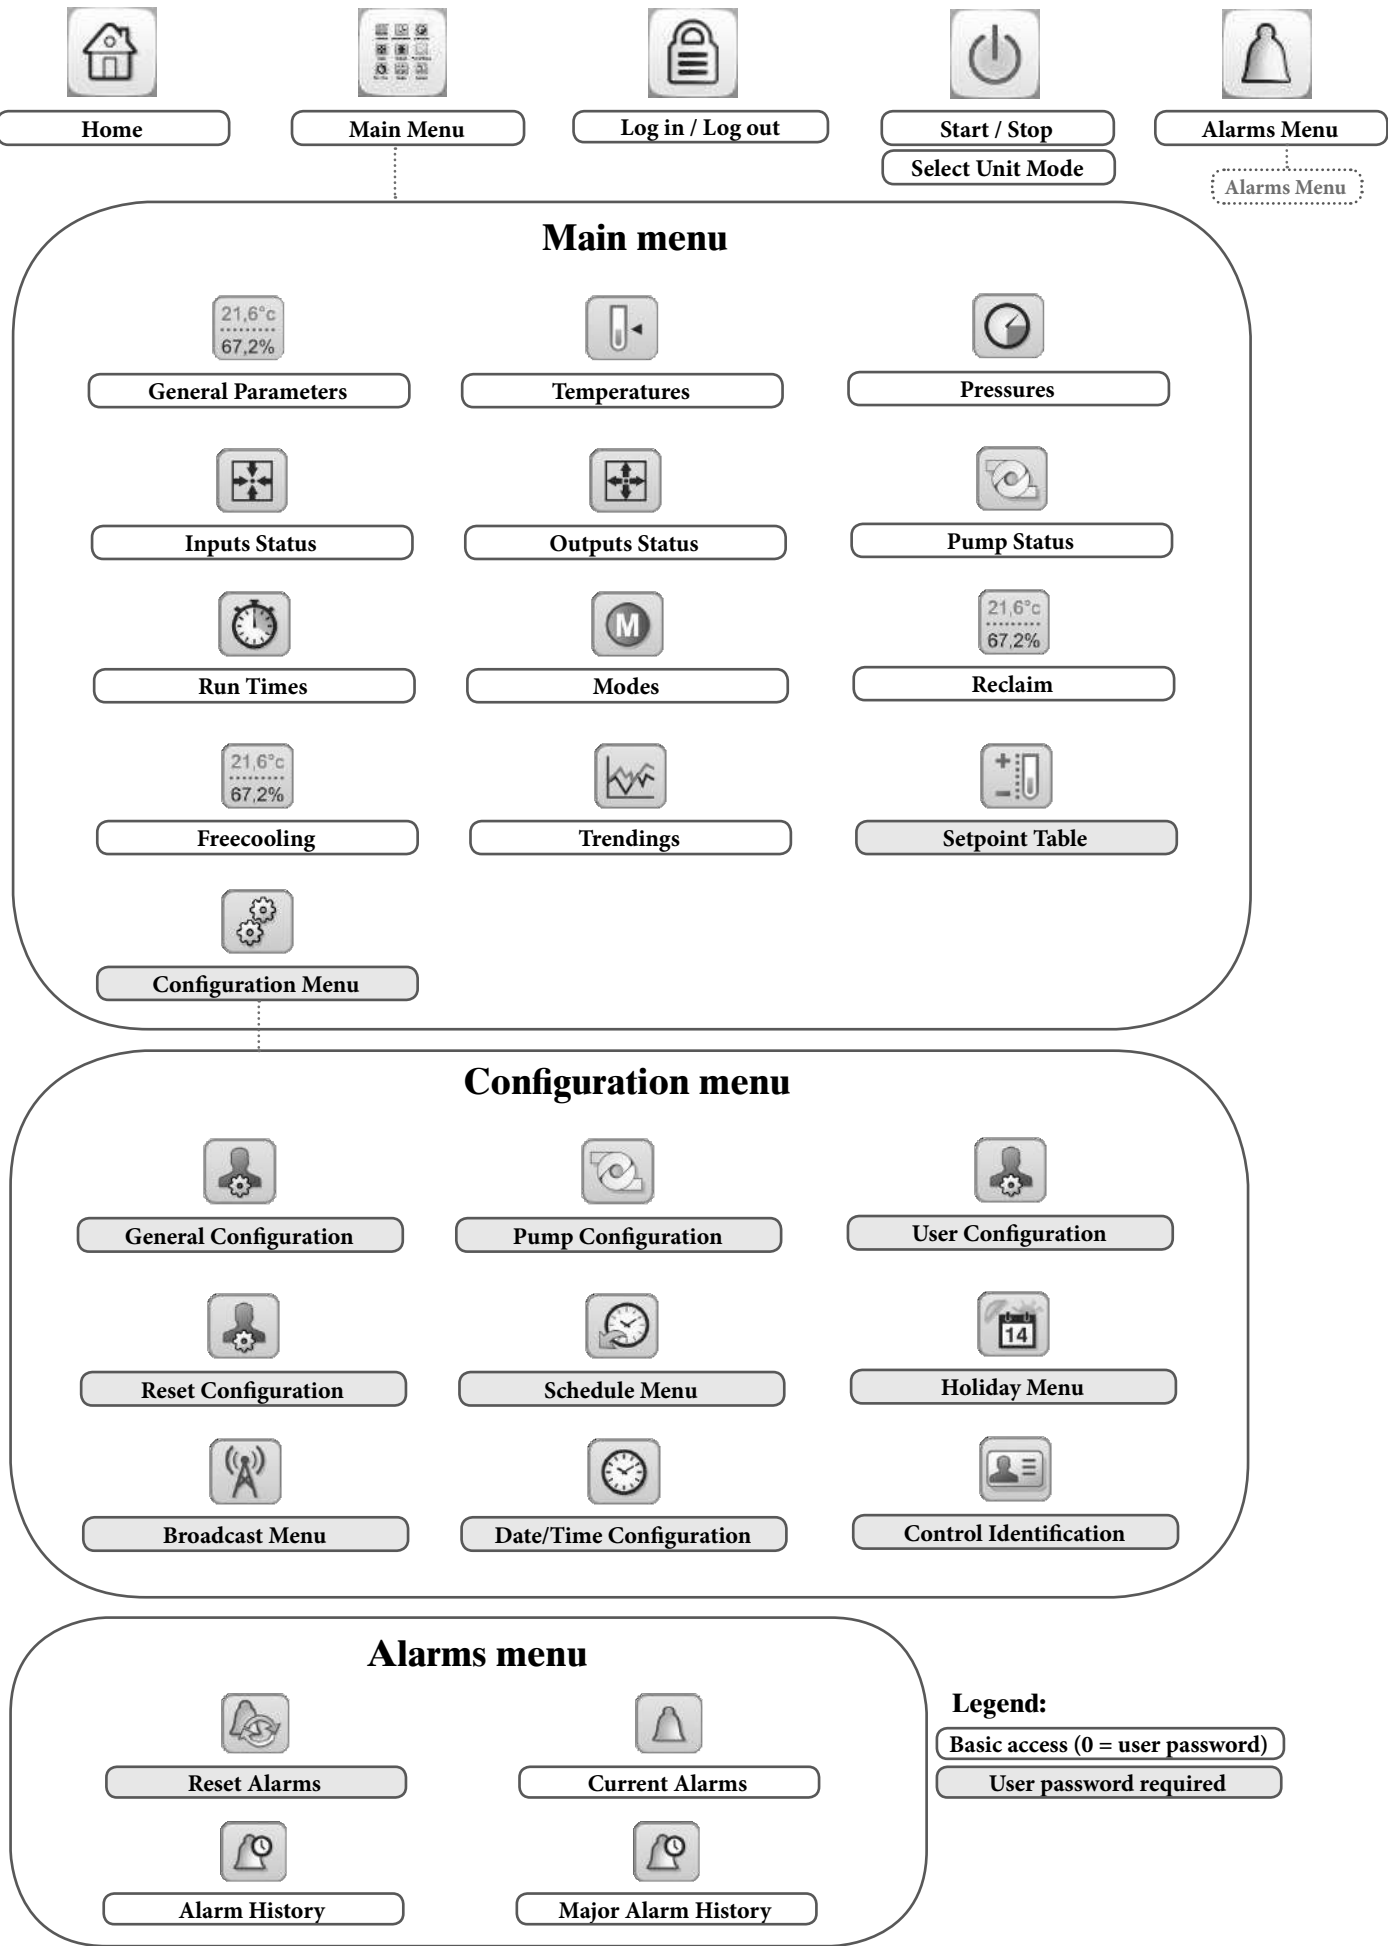 Home
Main Menu
Log in / Log out
Start / Stop
Select Unit Mode
Alarms Menu
Alarms Menu
Main menu
21,6°c
67,2%
General Parameters
Temperatures
Pressures
Inputs Status
Outputs Status
Pump Status
Run Times
M
Modes
21,6°c
67,2%
Reclaim
21,6°c
67,2%
Freecooling
Trendings
Setpoint Table
Configuration Menu
Configuration menu
General Configuration
Pump Configuration
User Configuration
Reset Configuration
Schedule Menu
14
Holiday Menu
Broadcast Menu
Date/Time Configuration
Control Identification
Alarms menu
Reset Alarms
Current Alarms
Alarm History
Major Alarm History
Legend:
Basic access (0 = user password)
User password required